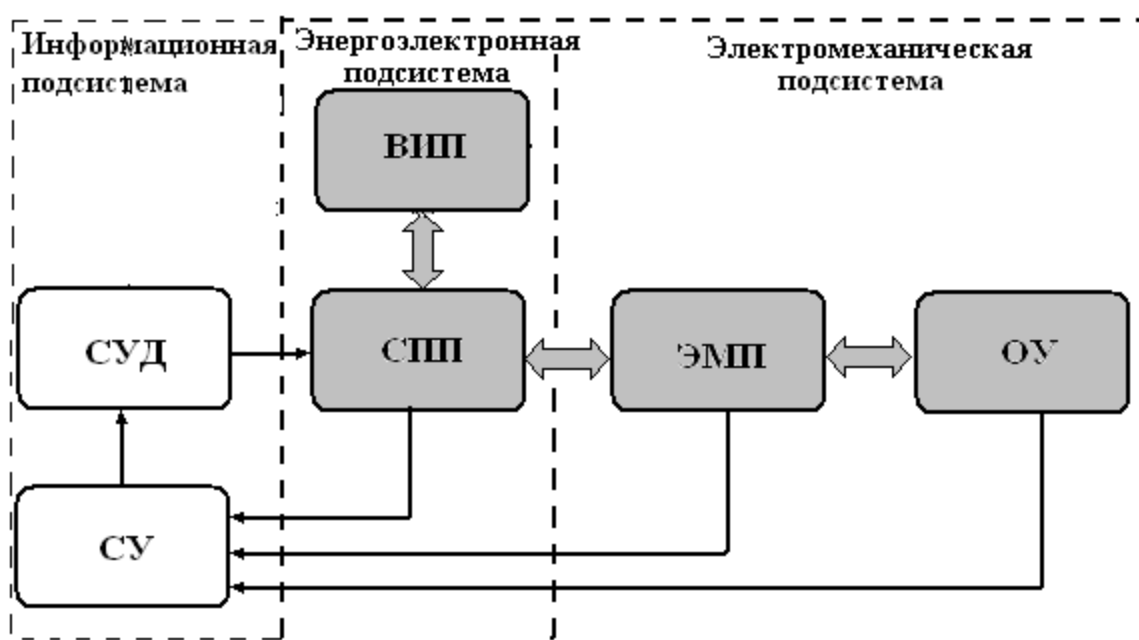 Информационная
подсистема
Энергоэлектронная
подсистема
Электромеханическая
подсистема
ВИП
СУД
СПП
ЭМП
ОУ
СУ